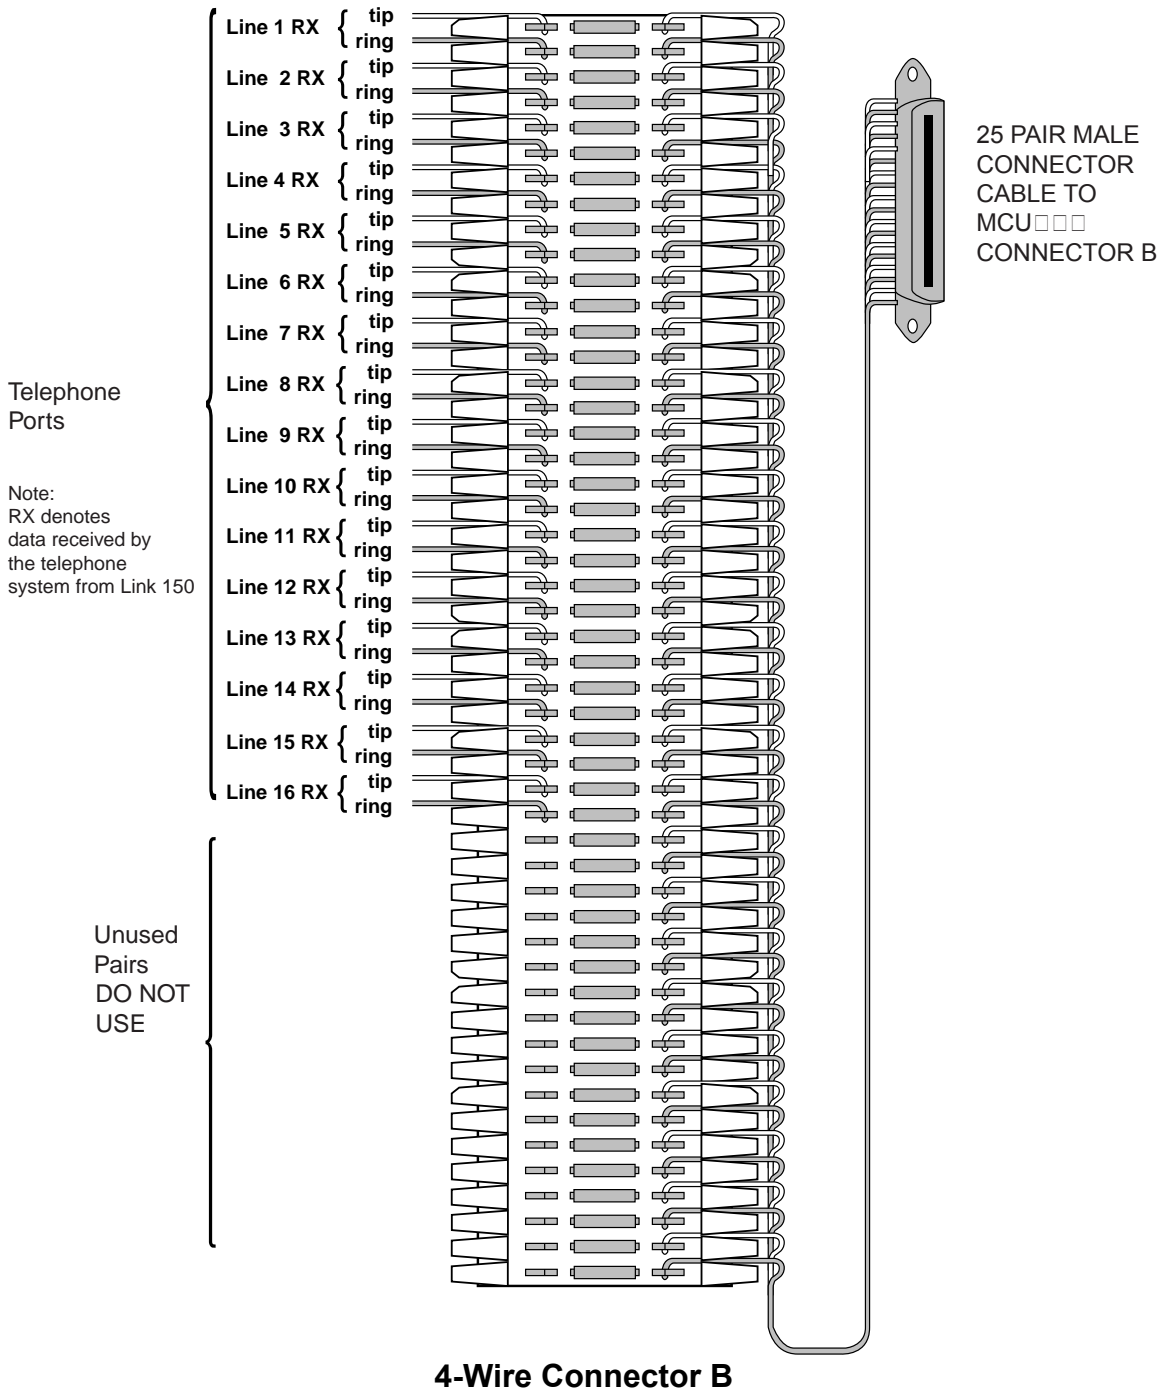 Line 1 RX { tip
ring
Line 2 RX { tip
ring
Line 3 RX { tip
ring
Line 4 RX { tip
ring
Line 5 RX { tip
ring
Line 6 RX { tip
ring
Line 7 RX { tip
ring
Line 8 RX { tip
ring
Line 9 RX { tip
ring
Line 10 RX { tip
ring
Line 11 RX { tip
ring
Line 12 RX { tip
ring
Line 13 RX { tip
ring
Line 14 RX { tip
ring
Line 15 RX { tip
ring
Line 16 RX { tip
ring
Telephone
Ports
Note:
RX denotes
data received by
the telephone
system from Link 150
Unused
Pairs
DO NOT
USE
25 PAIR MALE
CONNECTOR
CABLE TO
MCU□□□
CONNECTOR B
4-Wire Connector B